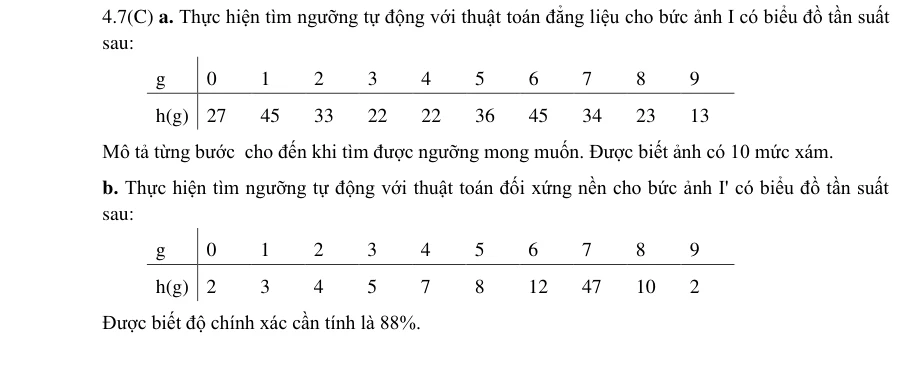 4.7(C) a. Thực hiện tìm ngưỡng tự động với thuật toán đẳng liệu cho bức ảnh I có biểu đồ tần suất
sau:
g 0 1 2 3 4 5 6 7 8 9
h(g) 27 45 33 22 22 36 45 34 23 13
Mô tả từng bước cho đến khi tìm được ngưỡng mong muốn. Được biết ảnh có 10 mức xám.
b. Thực hiện tìm ngưỡng tự động với thuật toán đối xứng nền cho bức ảnh I' có biểu đồ tần suất
sau:
g 0 1 2 3 4 5 6 7 8 9
h(g) 2 3 4 5 7 8 12 47 10 2
Được biết độ chính xác cần tính là 88%.